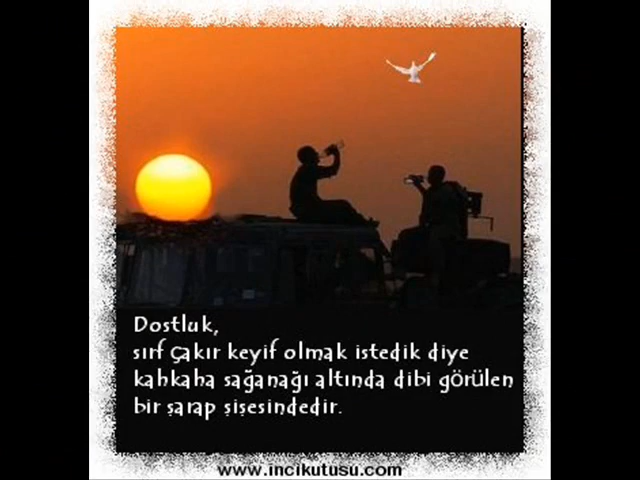 Dostluk,
sırf çakır keyif olmak istedik diye
kahkaha sağanağı altında dibi görülen
bir şarap şişesindedir.
www.incikutusu.com